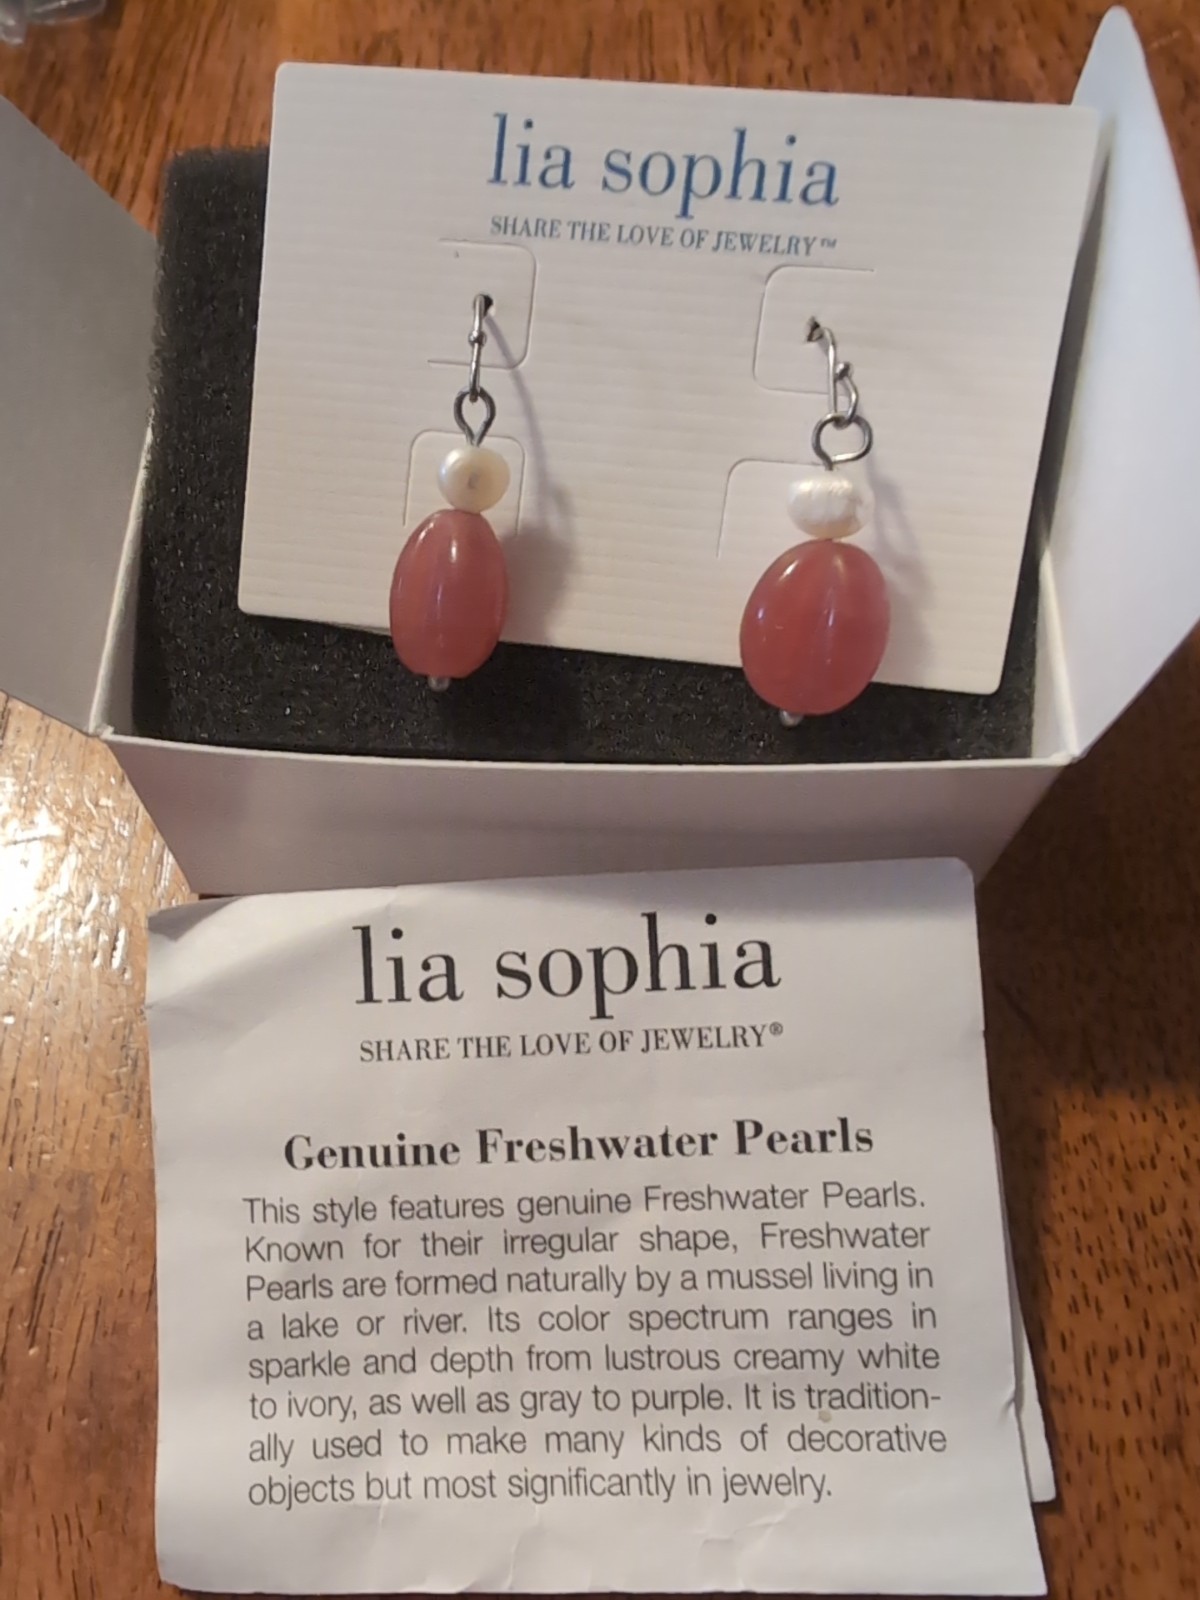 lia sophia
SHARE THE LOVE OF JEWELRY™
lia sophia
SHARE THE LOVE OF JEWELRY®
Genuine Freshwater Pearls
This style features genuine Freshwater Pearls.
Known for their irregular shape, Freshwater
Pearls are formed naturally by a mussel living in
a lake or river. Its color spectrum ranges in
sparkle and depth from lustrous creamy white
to ivory, as well as gray to purple. It is tradition-
ally used to make many kinds of decorative
objects but most significantly in jewelry.